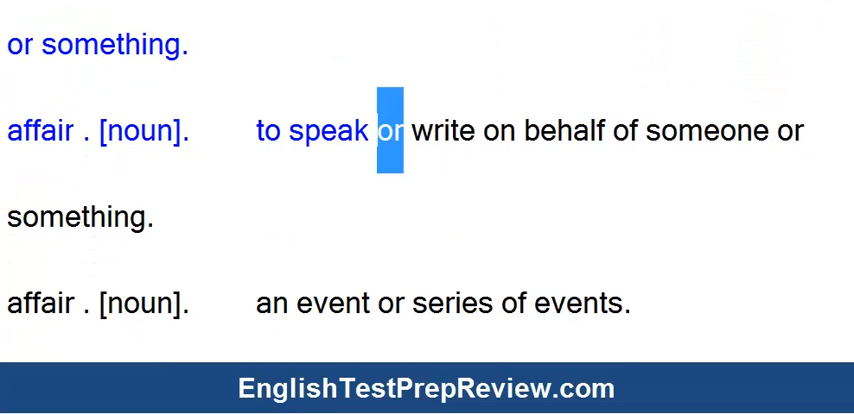 or something.
affair . [noun]. to speak or write on behalf of someone or
something.
affair . [noun]. an event or series of events.
EnglishTestPrepReview.com